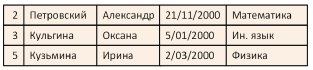 2 Петровский Александр 21/11/2000 Математика
3 Кульгина Оксана 5/01/2000 Ин. язык
5 Кузьмина Ирина 2/03/2000 Физика